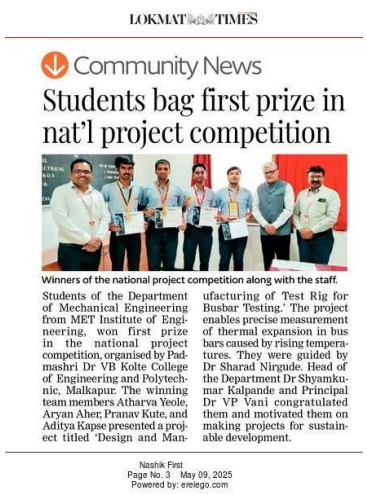 LOKMAT TIMES
Community News
Students bag first prize in
nat'l project competition
Winners of the national project competition along with the staff.
Students of the Department
of Mechanical Engineering
from MET Institute of Engi-
neering, won first prize
in the national project
competition, organised by Pad-
mashri Dr VB Kolte College
of Engineering and Polytech-
nic, Malkapur. The winning
team members Atharva Yeole,
Aryan Aher, Pranav Kute, and
Aditya Kapse presented a proj-
ect titled 'Design and Man-
ufacturing of Test Rig for
Busbar Testing.' The project
enables precise measurement
of thermal expansion in bus
bars caused by rising tempera-
tures. They were guided by
Dr Sharad Nirgude. Head of
the Department Dr Shyamku-
mar Kalpande and Principal
Dr VP Vani congratulated
them and motivated them on
making projects for sustain-
able development.
Nashik First
Page No. 3 May 09, 2025
Powered by: erelego.com